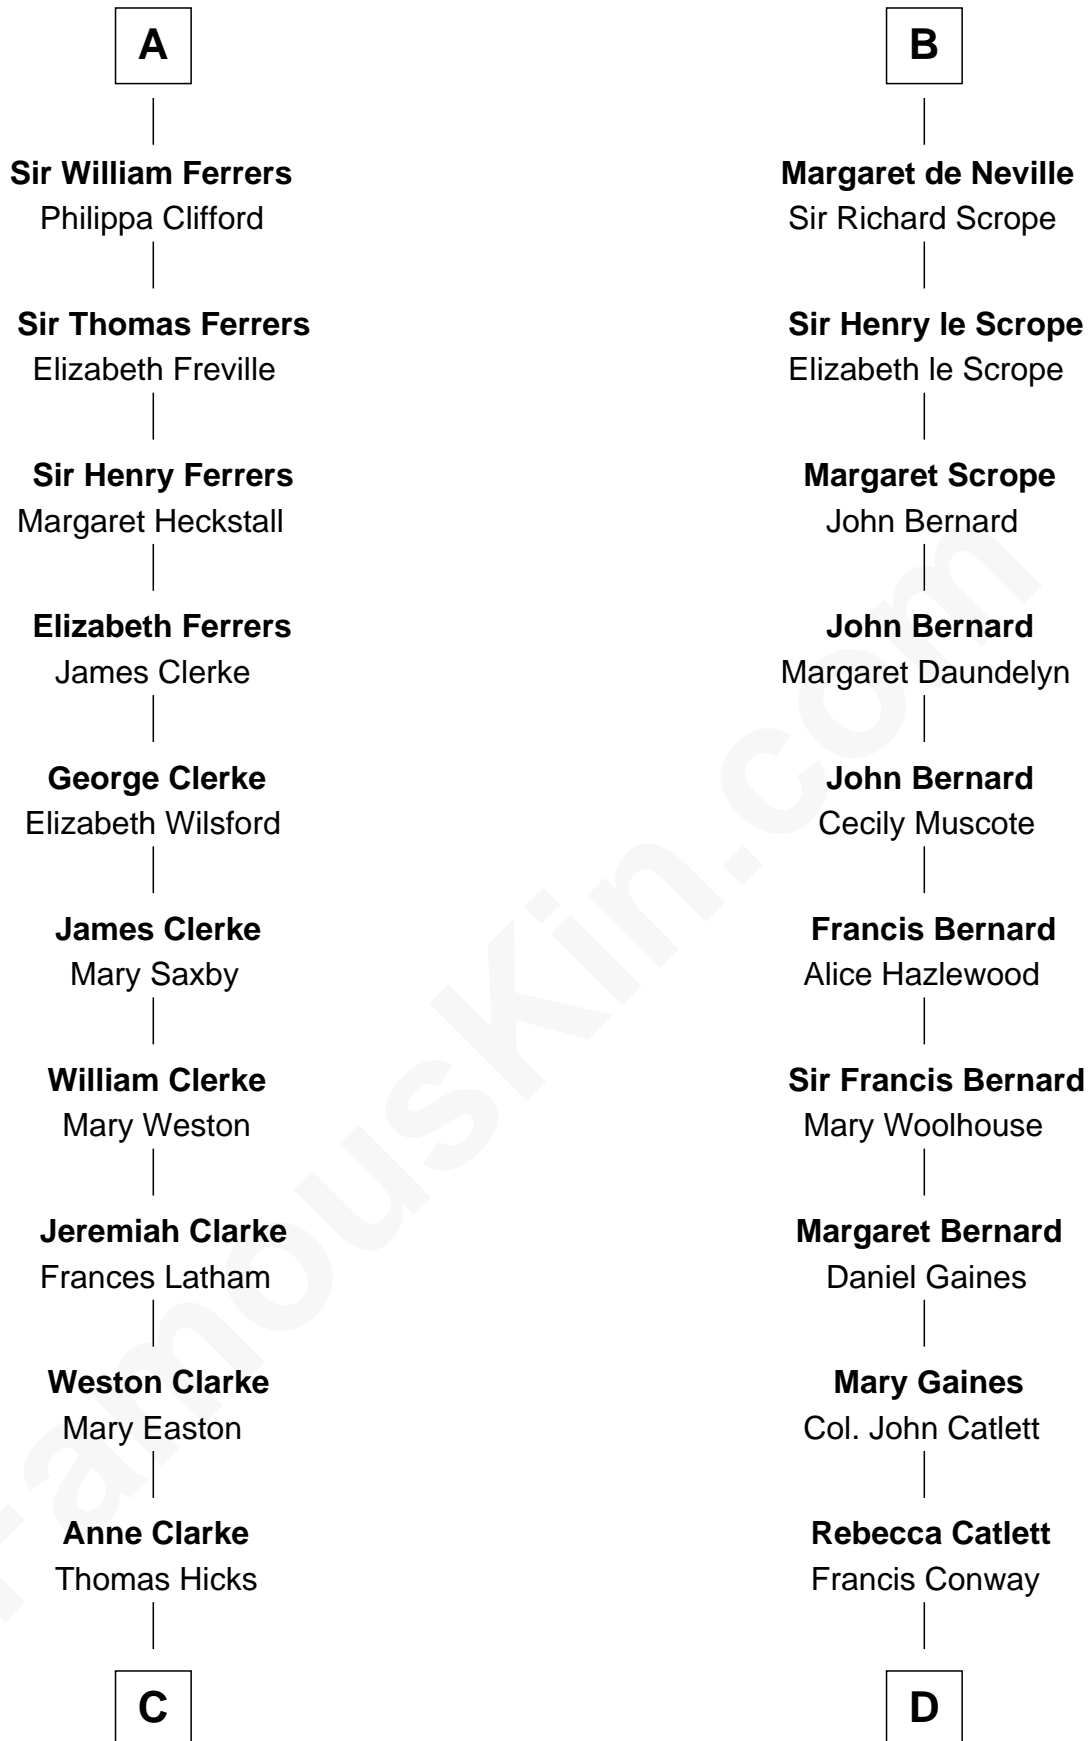 A
Sir William Ferrers
Philippa Clifford
Sir Thomas Ferrers
Elizabeth Freville
Sir Henry Ferrers
Margaret Heckstall
Elizabeth Ferrers
James Clerke
George Clerke
Elizabeth Wilsford
James Clerke
Mary Saxby
William Clerke
Mary Weston
Jeremiah Clarke
Frances Latham
Weston Clarke
Mary Easton
Anne Clarke
Thomas Hicks
C
B
Margaret de Neville
Sir Richard Scrope
Sir Henry le Scrope
Elizabeth le Scrope
Margaret Scrope
John Bernard
John Bernard
Margaret Daundelyn
John Bernard
Cecily Muscote
Francis Bernard
Alice Hazlewood
Sir Francis Bernard
Mary Woolhouse
Margaret Bernard
Daniel Gaines
Mary Gaines
Col. John Catlett
Rebecca Catlett
Francis Conway
D
FamousKin.com